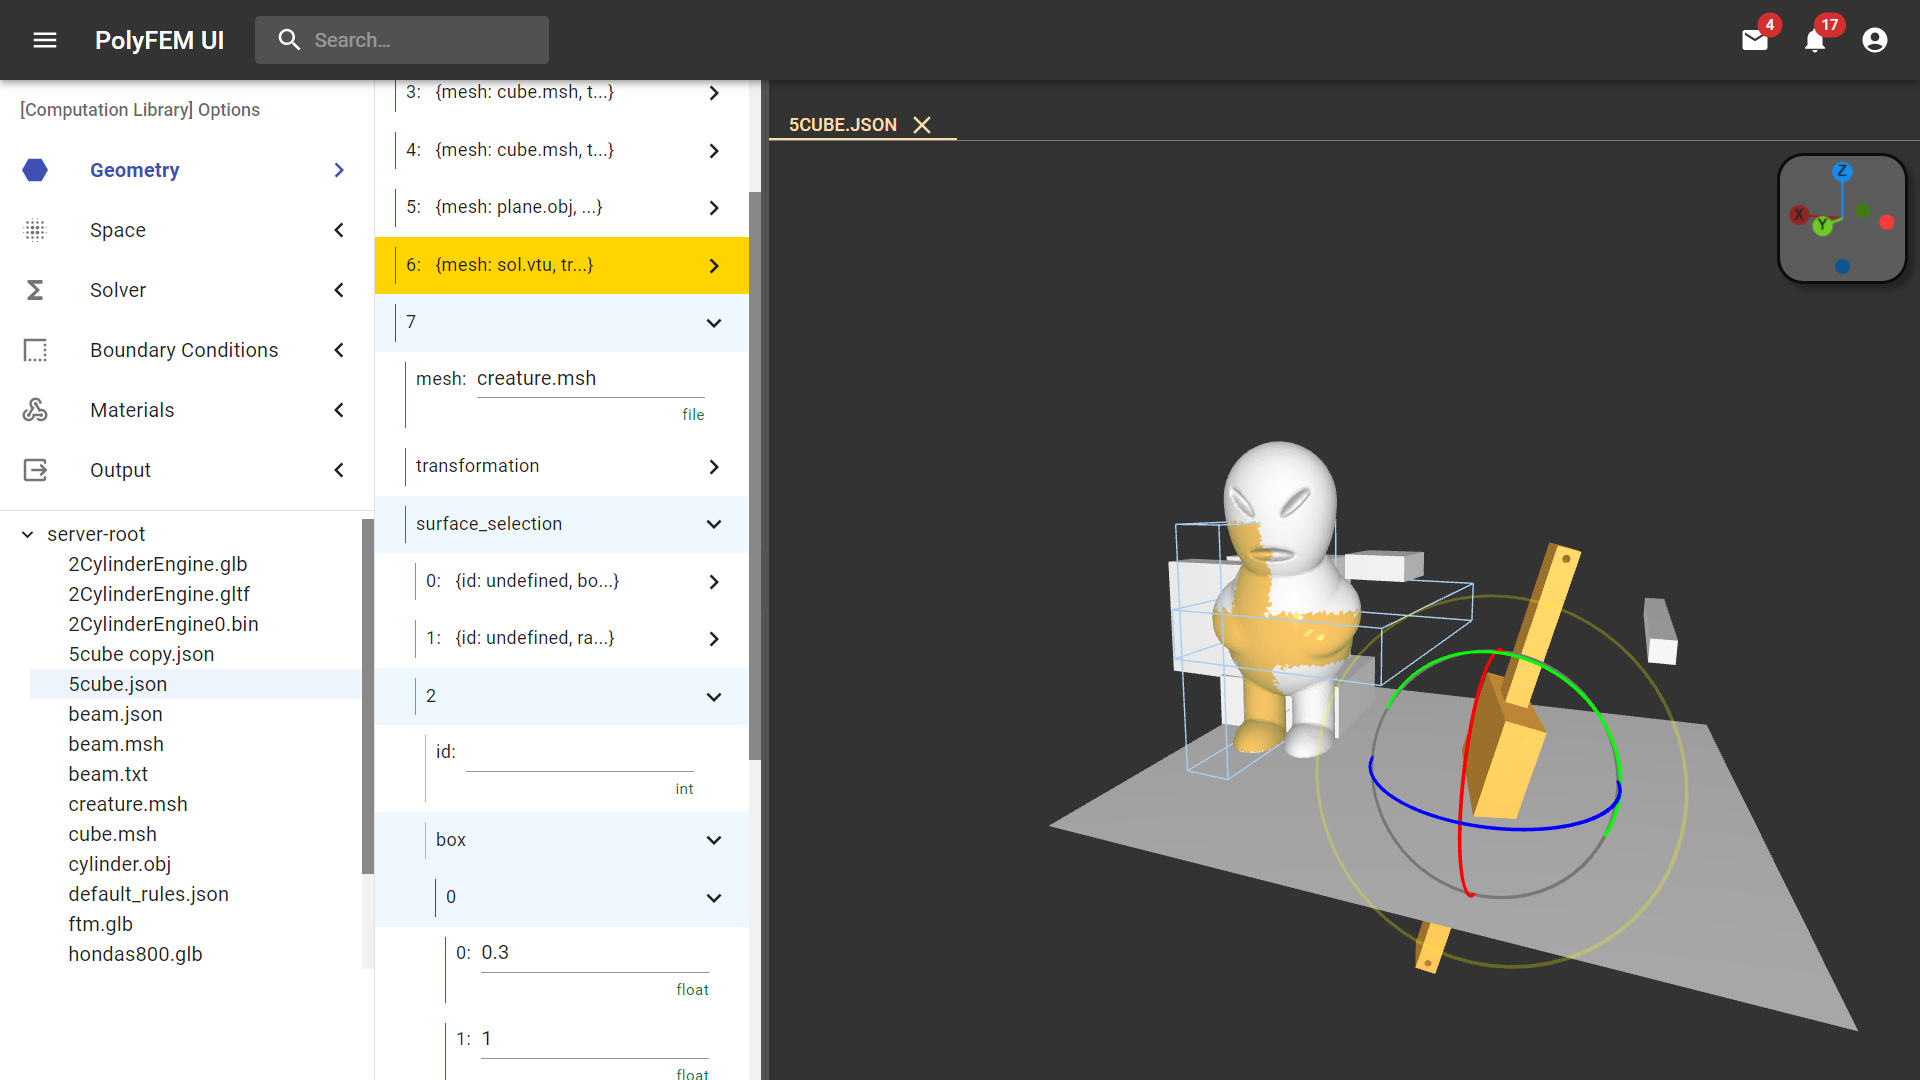 PolyFEM UI
Search...
4
17
[Computation Library] Options
Geometry
Space
Solver
Boundary Conditions
Materials
Output
server-root
2CylinderEngine.glb
2CylinderEngine.gltf
2CylinderEngine0.bin
5cube copy.json
5cube.json
beam.json
beam.msh
beam.txt
creature.msh
cube.msh
cylinder.obj
default_rules.json
ftm.glb
hondas800.glb
3: {mesh: cube.msh, t...}
4: {mesh: cube.msh, t...}
5: {mesh: plane.obj, ...}
6: {mesh: sol.vtu, tr...}
7
mesh: creature.msh
file
transformation
surface_selection
0: {id: undefined, bo...}
1: {id: undefined, ra...}
2
id:
int
box
0
0: 0.3
float
1: 1
float
5CUBE.JSON
Z
X
Y